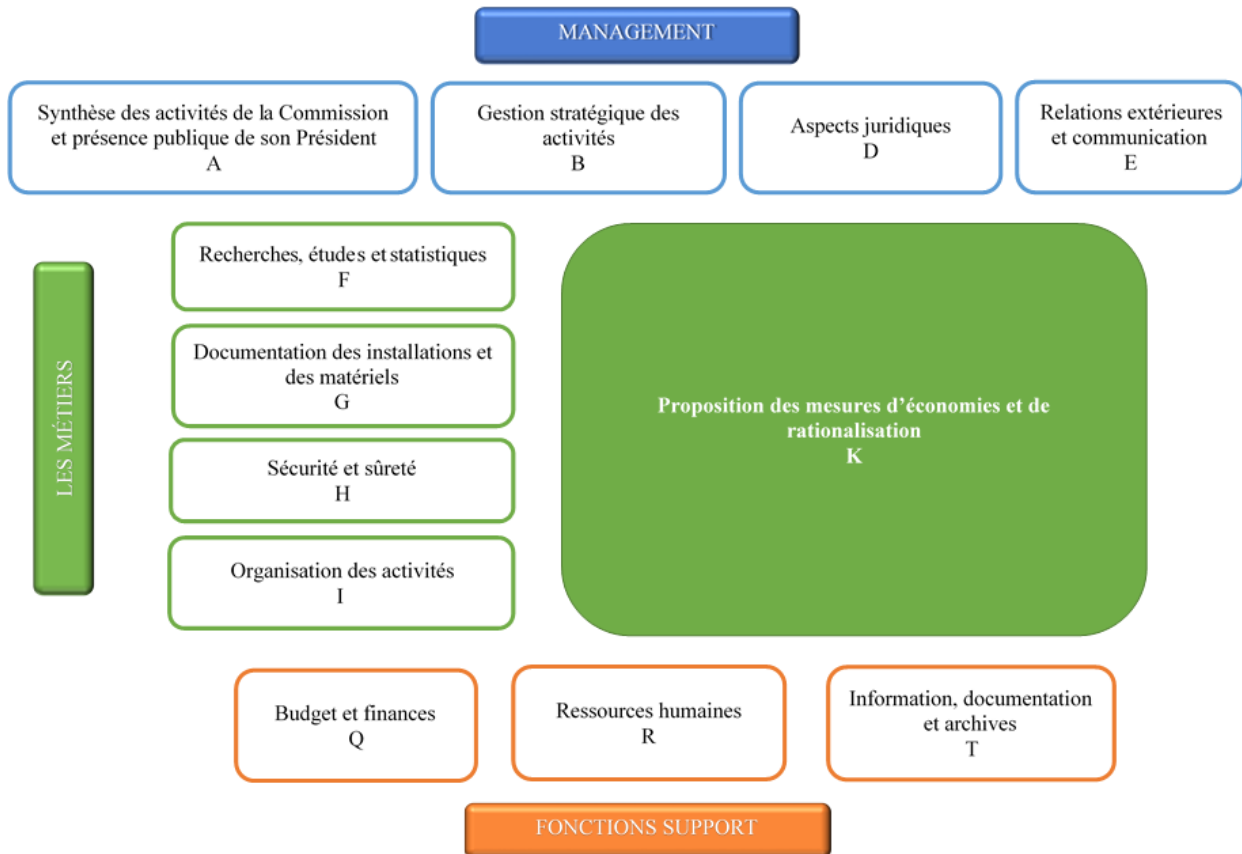 MANAGEMENT
Synthèse des activités de la Commission
et présence publique de son Président
A
Gestion stratégique des
activités
B
Aspects juridiques
D
Relations extérieures
et communication
E
LES MÉTIERS
Recherches, études et statistiques
F
Documentation des installations et
des matériels
G
Sécurité et sûreté
H
Organisation des activités
I
Proposition des mesures d’économies et de
rationalisation
K
Budget et finances
Q
Ressources humaines
R
Information, documentation
et archives
T
FONCTIONS SUPPORT